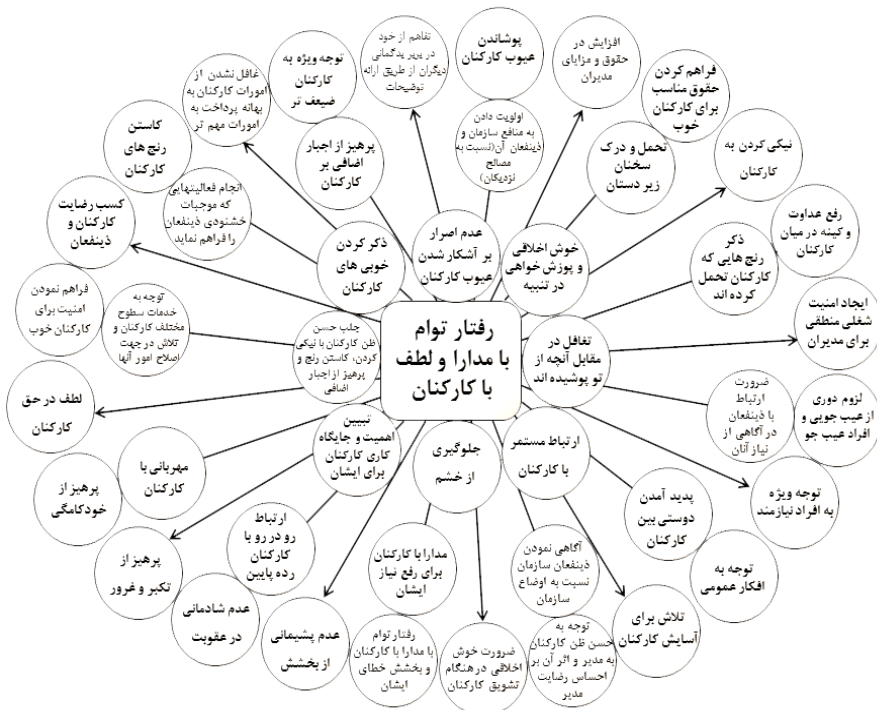 رفتار توام
با مدارا و لطف
با کارکنان
پوشاندن
عیوب کارکنان
افزایش در
حقوق و مزایای
مدیران
فراهم کردن
حقوق مناسب
برای کارکنان
خوب
نیکی کردن به
کارکنان
رفع عداوت
و کینه در میان
کارکنان
ایجاد امنیت
شغلی منطقی
برای مدیران
لزوم دوری
از عیب جویی و
افراد عیب جو
توجه ویژه
به افراد نیازمند
توجه به
افکار عمومی
تلاش برای
آسایش کارکنان
توجه به
حسن ظن کارکنان
به مدیر و اثر آن بر
احساس رضایت
مدیر
ضرورت خوش
اخلاقی در هنگام
تشویق کارکنان
رفتار توام
با مدارا با کارکنان
و بخشش خطای
ایشان
عدم پشیمانی
از بخشش
عدم شادمانی
در عقوبت
پرهیز از
تکبر و غرور
پرهیز از
خودکامگی
لطف در حق
کارکنان
فراهم نمودن
امنیت برای
کارکنان خوب
کسب رضایت
کارکنان و
ذینفعان
کاستن
رنج های
کارکنان
غافل نشدن از
امورات کارکنان به
بهانه پرداخت به
امورات مهم تر
توجه ویژه به
کارکنان
ضیعف تر
تفاهم از خود
در بربر بدگمانی
دیگران از طریق ارائه
توضیحات
اولویت دادن
به منافع سازمان و
ذینفعان آن(نسبت به
مصالح
نزدیکان)
تحمل و درک
سخنان
زیر دستان
ذکر
رنج هایی که
کارکنان تحمل
کرده اند
ضرورت
ارتباط
با ذینفعان
در آگاهی از
نیاز آنان
پدید آمدن
دوستی بین
کارکنان
آگاهی نمودن
ذینفعان سازمان
نسبت به اوضاع
سازمان
مدارا با کارکنان
برای رفع نیاز
ایشان
ارتباط
رو در رو با
کارکنان
رده پایین
مهربانی با
کارکنان
توجه به
خدمات سطوح
مختلف کارکنان و
تلاش در جهت
اصلاح امور آنها
انجام فعالیتهایی
که موجبات
خشنودی ذینفعان
را فراهم نماید
پرهیز از اجبار
اضافی بر
کارکنان
عدم اصرار
بر آشکار شدن
عیوب کارکنان
خوش اخلاقی
و پوزش خواهی
در تنبیه
تغافل در
مقابل آنچه از
تو پوشیده اند
ارتباط مستمر
با کارکنان
جلوگیری
از خشم
تبیین
اهمیت و جایگاه
کاری کارکنان
برای ایشان
جلب حسن
ظن کارکنان با نیکی
کردن، کاستن رنج و
پرهیز از اجبار
اضافی
ذکر کردن
خوبی های
کارکنان